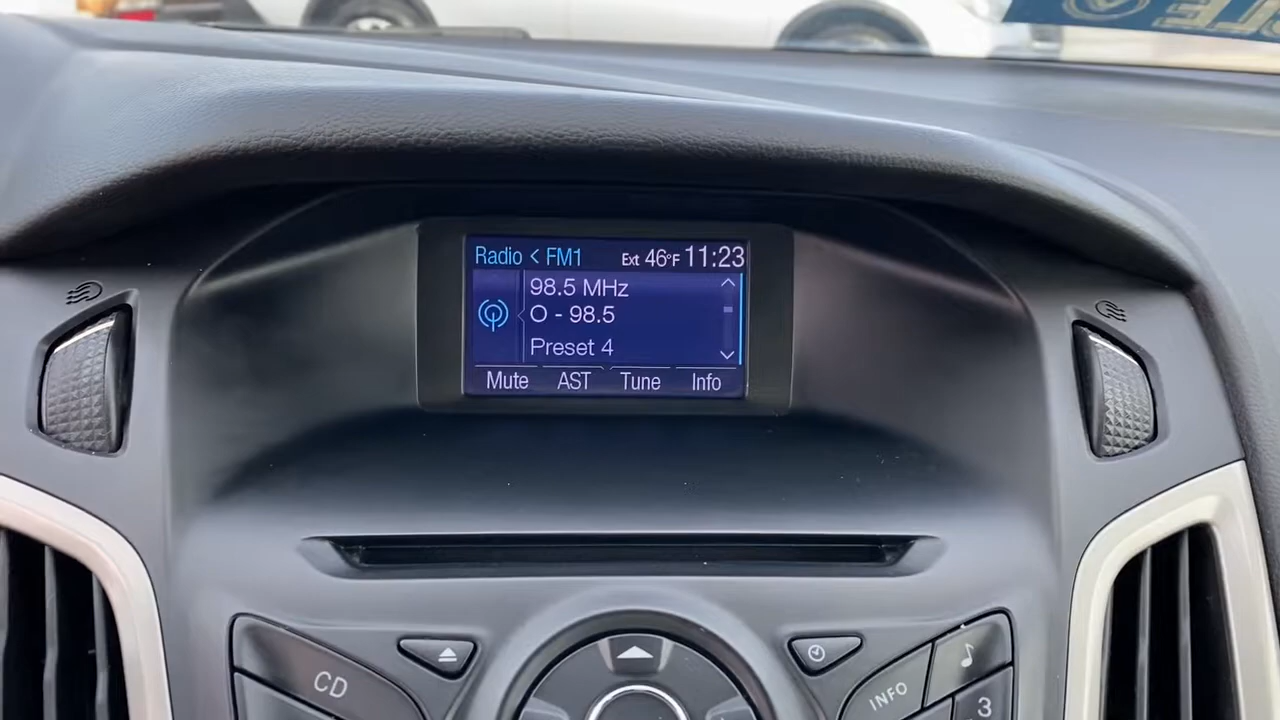 Radio < FM1 Ext 46°F 11:23
98.5 MHz
O - 98.5
Preset 4
Mute AST Tune Info
CD
INFO
3